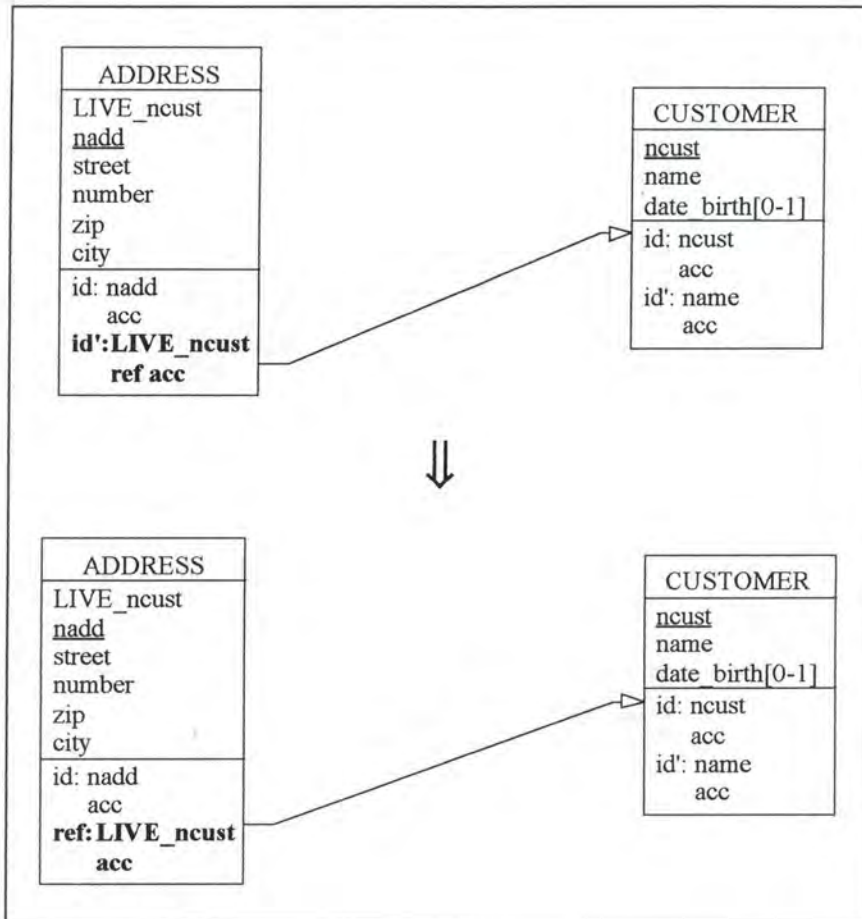 ADDRESS
LIVE_ncust
nadd
street
number
zip
city
id: nadd
acc
id':LIVE_ncust
ref acc
CUSTOMER
ncust
name
date_birth[0-1]
id: ncust
acc
id': name
acc
ADDRESS
LIVE_ncust
nadd
street
number
zip
city
id: nadd
acc
ref:LIVE_ncust
acc
CUSTOMER
ncust
name
date_birth[0-1]
id: ncust
acc
id': name
acc